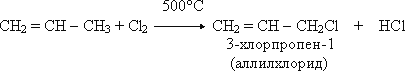 500°C
CH₂ = CH – CH₃ + Cl₂ ⟶ CH₂ = CH – CH₂Cl + HCl
3-хлорпропен-1
(аллилхлорид)